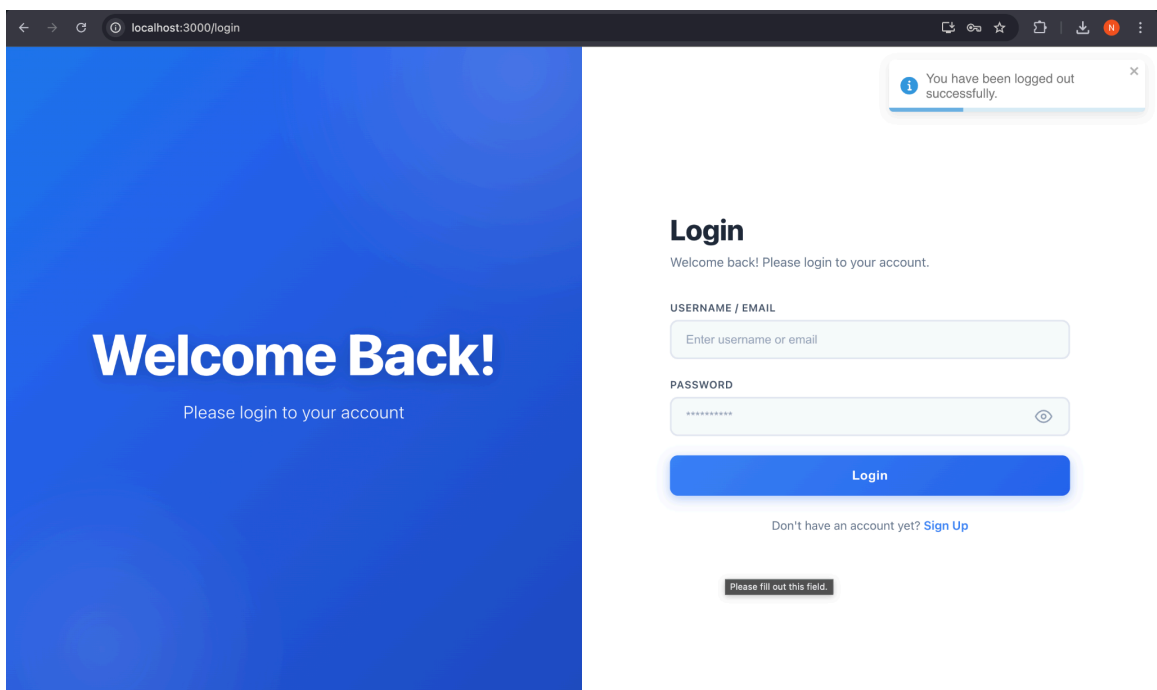 localhost:3000/login
N
You have been logged out
successfully.
Welcome Back!
Please login to your account
Login
Welcome back! Please login to your account.
USERNAME / EMAIL
Enter username or email
PASSWORD
**********
Login
Don't have an account yet? Sign Up
Please fill out this field.